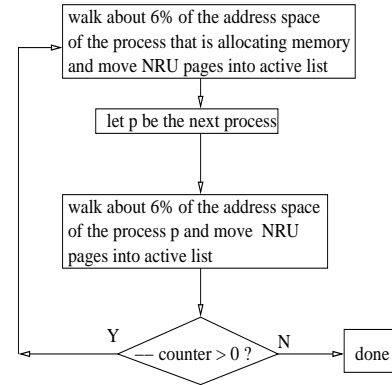 walk about 6% of the address space
of the process that is allocating memory
and move NRU pages into active list
let p be the next process
walk about 6% of the address space
of the process p and move NRU
pages into active list
Y
−− counter > 0 ?
N
done